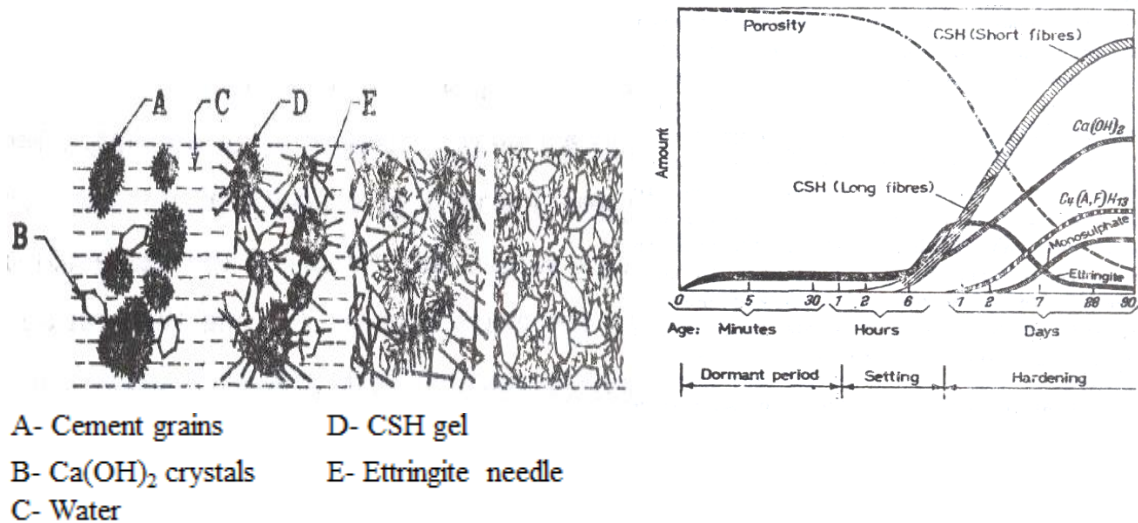 A
C
D
E
B
A- Cement grains
D- CSH gel
B- Ca(OH)2 crystals
E- Ettringite needle
C- Water
Porosity
CSH (Short fibres)
Ca(OH)2
Amount
CSH (Long fibres)
C4(A,F)H13
Monosulphate
Ettringite
0 5 30 1 2 6 1 2 7 28 90
Age: Minutes Hours Days
Dormant period Setting Hardening